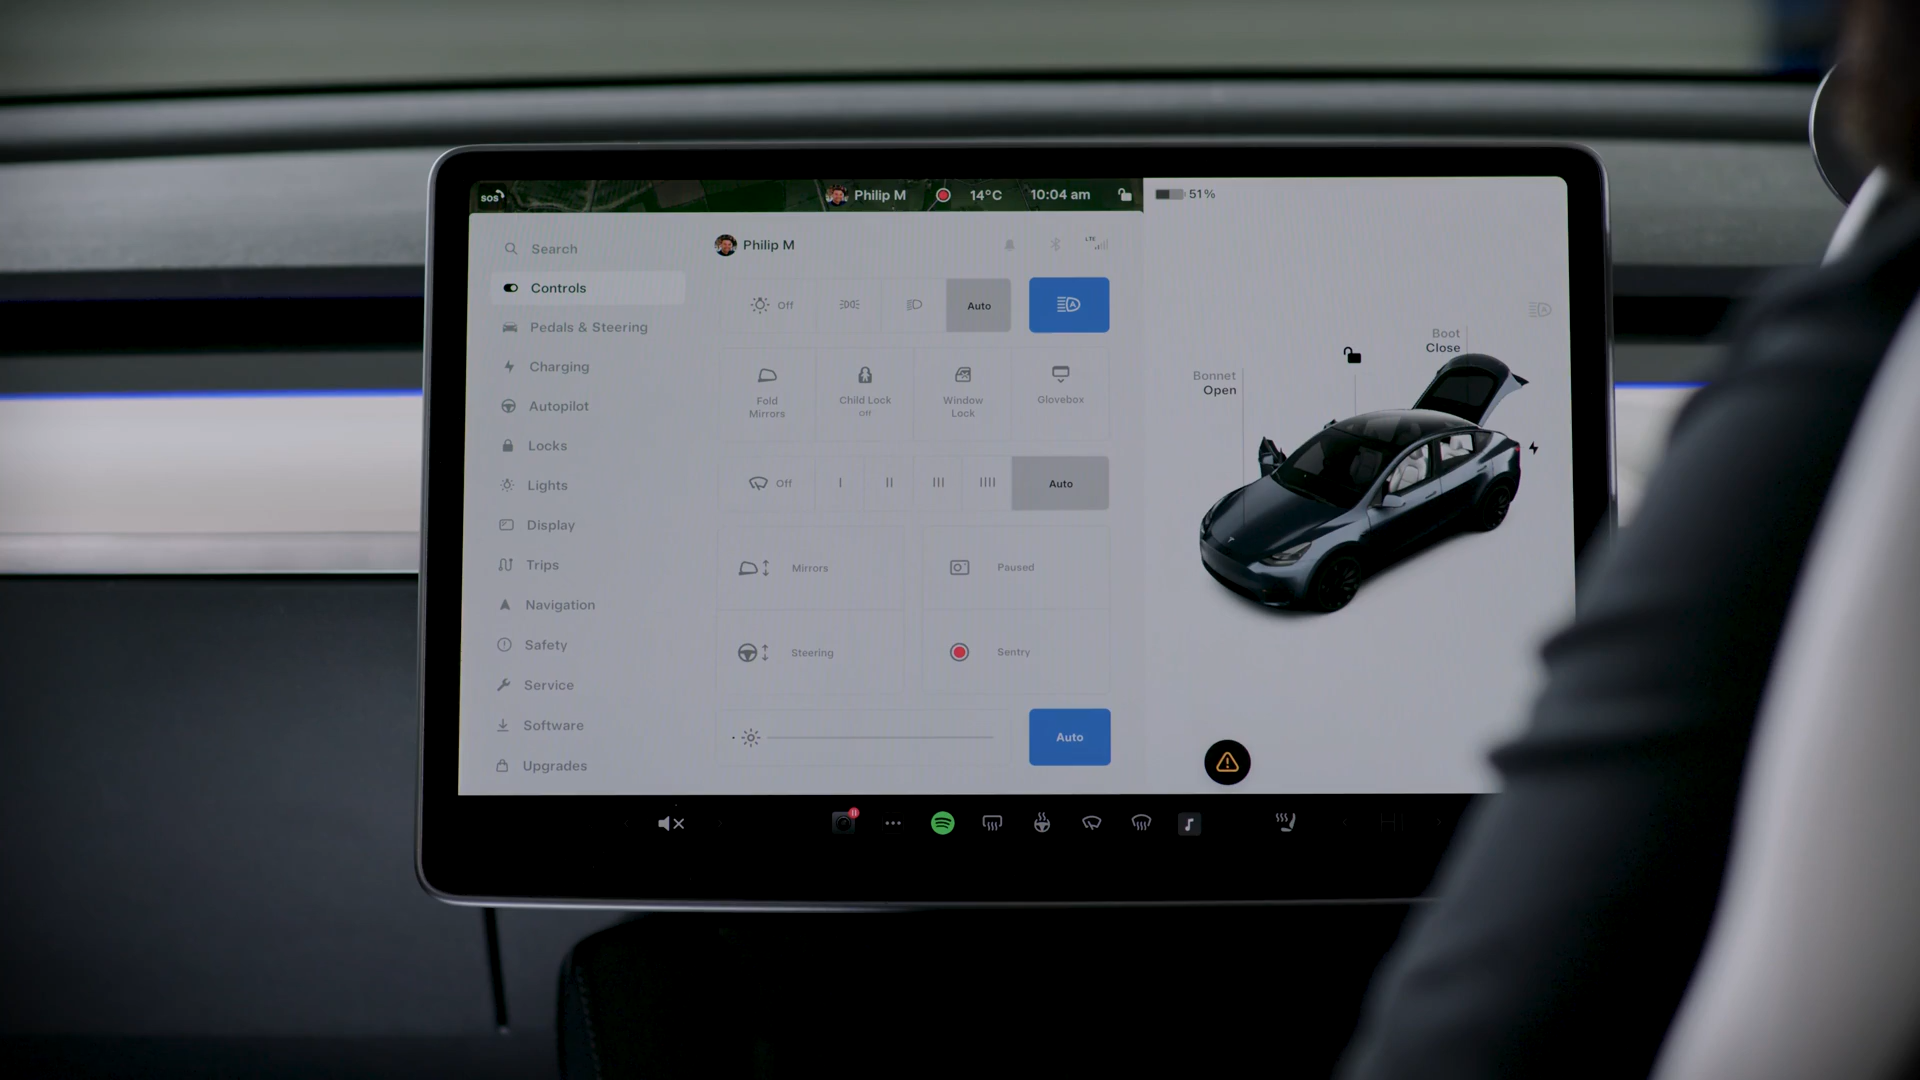 SOS
Philip M
14°C
10:04 am
51%
Search
Controls
Pedals & Steering
Charging
Autopilot
Locks
Lights
Display
Trips
Navigation
Safety
Service
Software
Upgrades
Philip M
LTE
Off
Auto
A
Fold
Mirrors
Child Lock
Off
Window
Lock
Glovebox
Off
I
II
III
IIII
Auto
Mirrors
Paused
Steering
Sentry
Auto
Boot
Close
Bonnet
Open